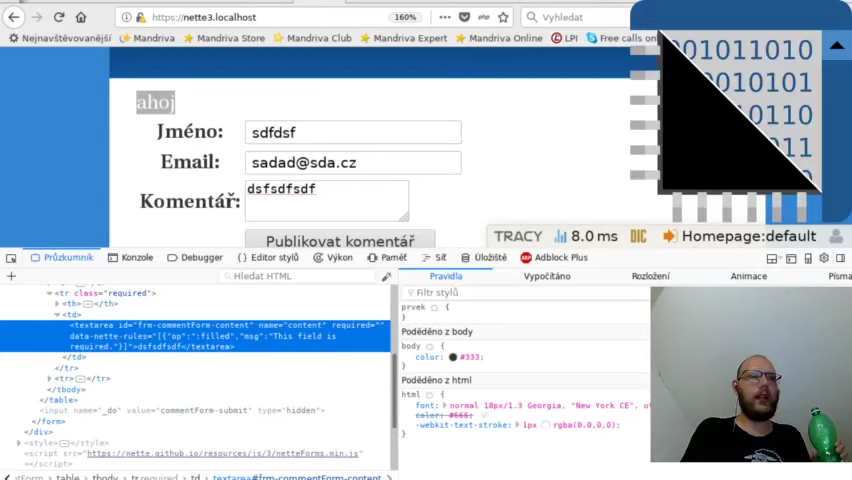 https://nette3.localhost
160%
php
Vyhledat
Nejnavštěvovanější
Mandriva
Mandriva Store
Mandriva Club
Mandriva Expert
Mandriva Online
LPI
Free calls on
001011010
0010101
0110
011
ahoj
Jméno:
sdfdsf
Email:
sadad@sda.cz
Komentář:
dsfsdfsdf
Publikovat komentář
TRACY
8.0 ms
DIC
Homepage:default
Průzkumník
Konzole
Debugger
Editor stylů
Výkon
Paměť
Síť
Úložiště
Adblock Plus
Hledat HTML
Pravidla
Vypočítáno
Rozložení
Animace
Písma
Filtr stylů
<tr class="required">
<th></th>
<td>
<textarea id="frm-commentForm-content" name="content" required=""
data-nette-rules="[{"op":":filled","msg":"This field is
required."}]">dsfsdfsdf</textarea>
</td>
</tr>
<tr></tr>
</tbody>
</table>
<input name="_do" value="commentForm-submit" type="hidden">
</form>
</div>
<style></style>
<script src="https://nette.github.io/resources/js/3/netteForms.min.js">
</script>
prvek {
}
Poděděno z body
body {
color: #333;
}
Poděděno z html
html {
font: normal 18px/1.3 Georgia, "New York CE", u
color: #666;
-webkit-text-stroke: 1px rgba(0,0,0,0);
}
table
tbody
tr.required
td
textarea#frm-commentForm-content